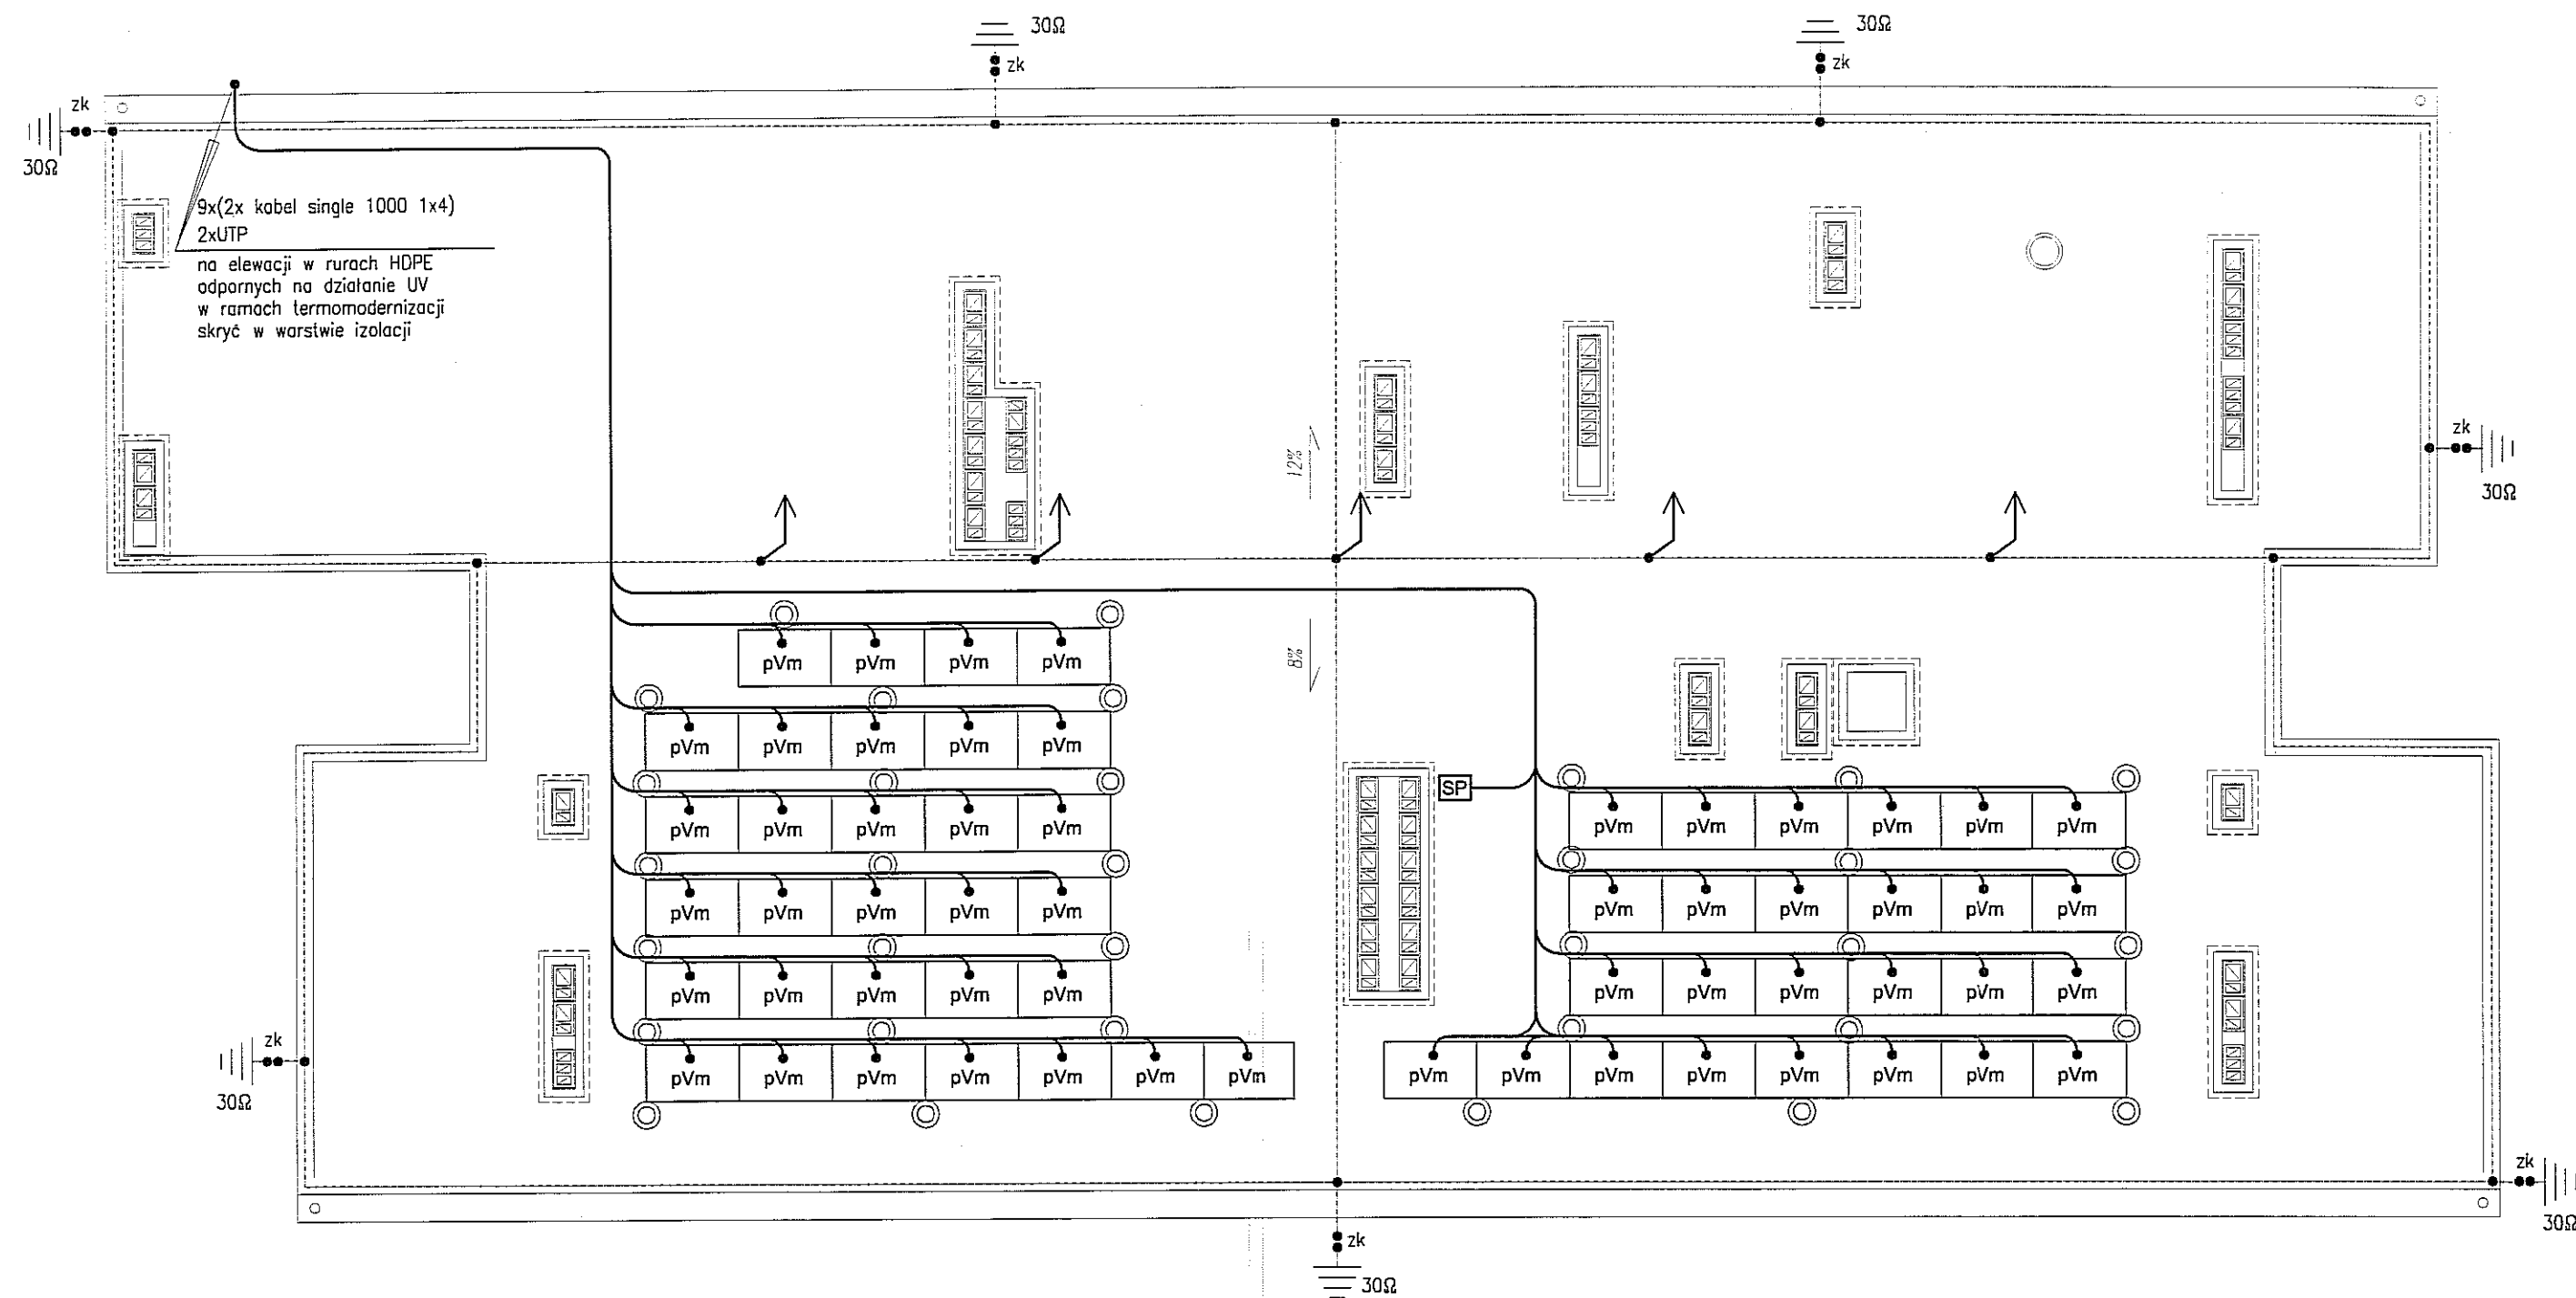 30Ω
30Ω
zk
zk
zk
30Ω
9x(2x kabel single 1000 1x4)
2xUTP
na elewacji w rurach HDPE
odpornych na działanie UV
w ramach termomodernizacji
skryć w warstwie izolacji
12%
zk
30Ω
8%
pVm pVm pVm pVm
pVm pVm pVm pVm pVm
SP
pVm pVm pVm pVm pVm pVm pVm pVm pVm pVm pVm
pVm pVm pVm pVm pVm pVm pVm pVm pVm pVm pVm
pVm pVm pVm pVm pVm pVm pVm pVm pVm pVm pVm
zk
pVm pVm pVm pVm pVm pVm pVm pVm pVm pVm pVm pVm pVm pVm pVm
30Ω
zk
30Ω
zk
30Ω